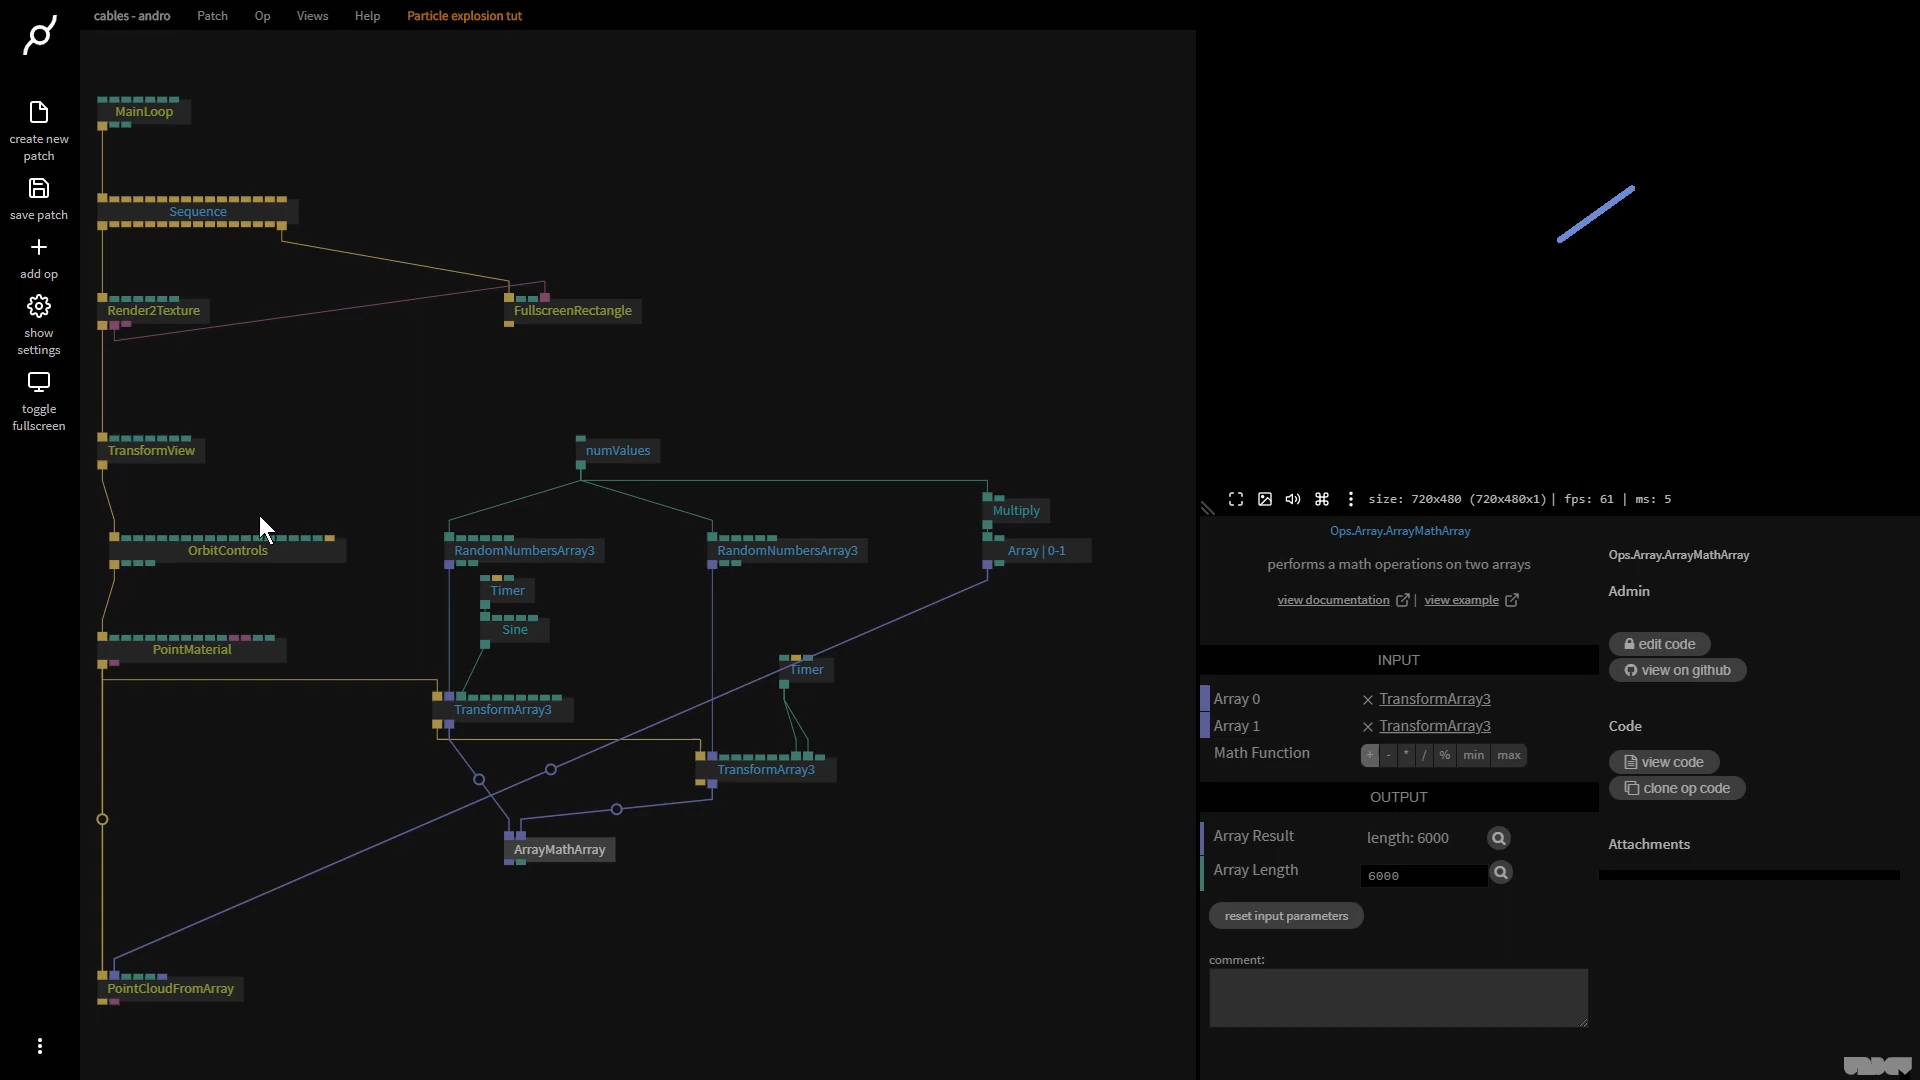 cables - andro Patch Op Views Help Particle explosion tut
create new
patch
save patch
add op
show
settings
toggle
fullscreen
MainLoop
Sequence
Render2Texture
FullscreenRectangle
TransformView
numValues
Multiply
OrbitControls
RandomNumbersArray3
RandomNumbersArray3
Array | 0-1
Timer
Sine
PointMaterial
Timer
TransformArray3
TransformArray3
ArrayMathArray
PointCloudFromArray
size: 720x480 (720x480x1) | fps: 61 | ms: 5
Ops.Array.ArrayMathArray
performs a math operations on two arrays
view documentation | view example
INPUT
Array 0 × TransformArray3
Array 1 × TransformArray3
Math Function + - * / % min max
OUTPUT
Array Result length: 6000
Array Length 6000
reset input parameters
comment:
Ops.Array.ArrayMathArray
Admin
edit code
view on github
Code
view code
clone op code
Attachments